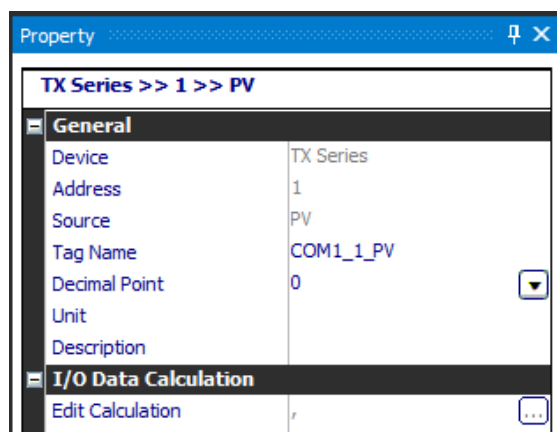 Property
TX Series >> 1 >> PV
General
Device TX Series
Address 1
Source PV
Tag Name COM1_1_PV
Decimal Point 0
Unit
Description
I/O Data Calculation
Edit Calculation , ...